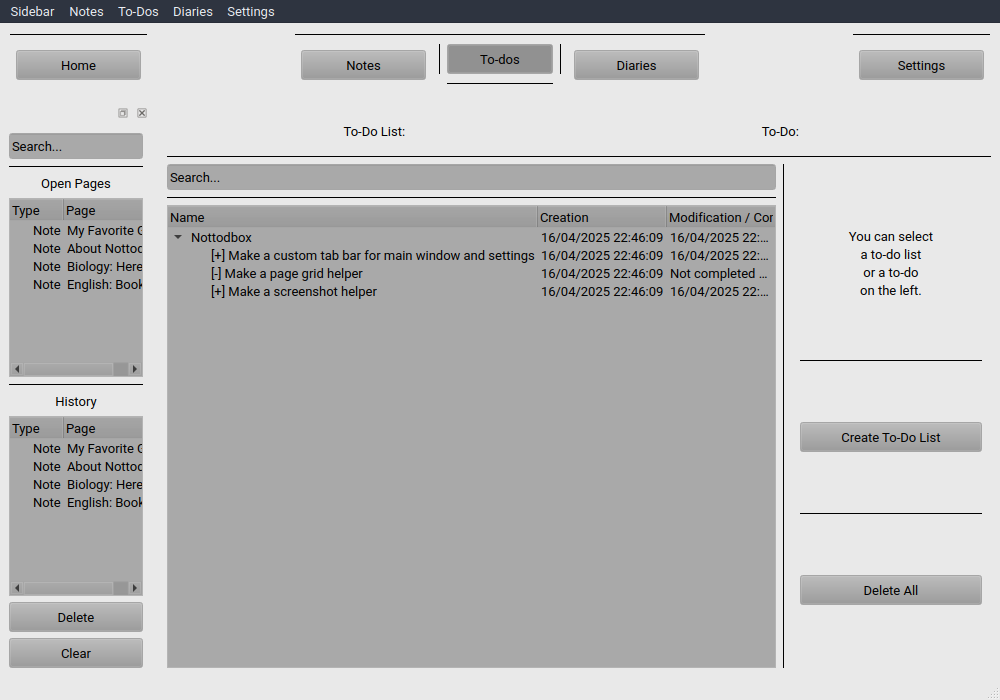 Sidebar Notes To-Dos Diaries Settings
Home Notes To-dos Diaries Settings
To-Do List: To-Do:
Search...
Open Pages
Type Page
Note My Favorite
Note About Nottod
Note Biology: Here
Note English: Book
History
Type Page
Note My Favorite
Note About Nottod
Note Biology: Here
Note English: Book
Delete
Clear
Search...
Name Creation Modification / Con
Nottodbox 16/04/2025 22:46:09 16/04/2025 22:...
[+] Make a custom tab bar for main window and settings 16/04/2025 22:46:09 16/04/2025 22:...
[-] Make a page grid helper 16/04/2025 22:46:09 Not completed ...
[+] Make a screenshot helper 16/04/2025 22:46:09 16/04/2025 22:...
You can select
a to-do list
or a to-do
on the left.
Create To-Do List
Delete All